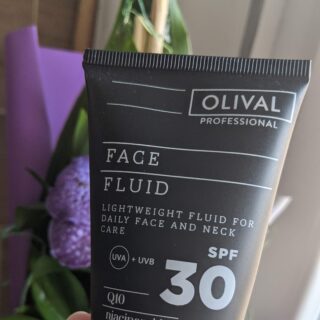 OLIVAL
PROFESSIONAL
FACE
FLUID
LIGHTWEIGHT FLUID FOR
DAILY FACE AND NECK
CARE
UVA + UVB
SPF
30
Q10